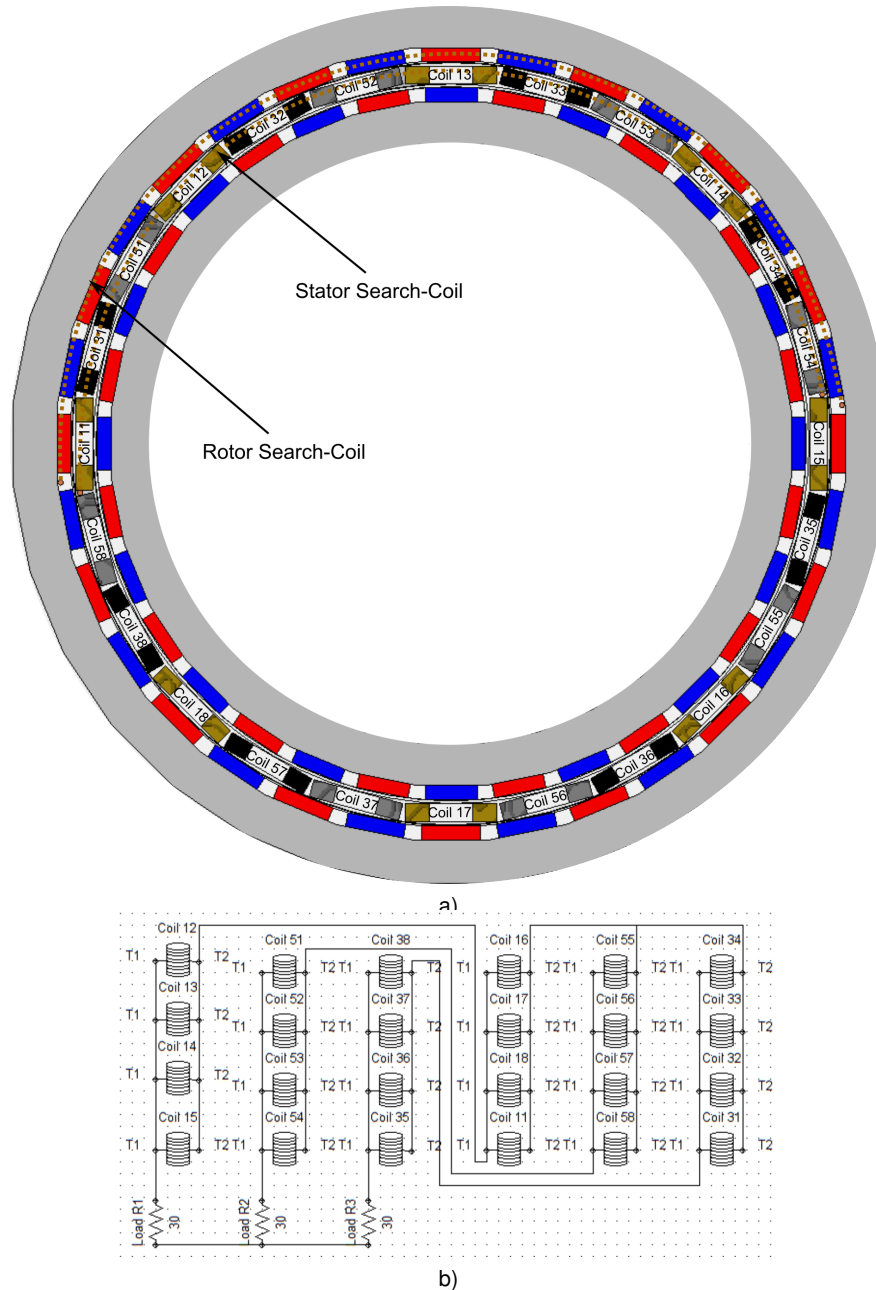 Coil 13
Coil 52
Coil 33
Coil 32
Coil 53
Coil 12
Coil 14
Coil 51
Coil 34
Stator Search-Coil
Coil 31
Coil 54
Coil 11
Coil 15
Rotor Search-Coil
Coil 58
Coil 35
Coil 38
Coil 55
Coil 18
Coil 16
Coil 57
Coil 36
Coil 37
Coil 56
Coil 17
a)
Coil 12
Coil 51
Coil 38
Coil 16
Coil 55
Coil 34
T1 T2
T1 T2 T1 T2 T1 T2 T1 T2 T1 T2
Coil 13
Coil 52
Coil 37
Coil 17
Coil 56
Coil 33
T1 T2
T1 T2 T1 T2 T1 T2 T1 T2 T1 T2
Coil 14
Coil 53
Coil 36
Coil 18
Coil 57
Coil 32
T1 T2
T1 T2 T1 T2 T1 T2 T1 T2 T1 T2
Coil 15
Coil 54
Coil 35
Coil 11
Coil 58
Coil 31
T1 T2 T1 T2 T1 T2 T1 T2 T1 T2 T1 T2
Load R1
30
Load R2
30
Load R3
30
b)